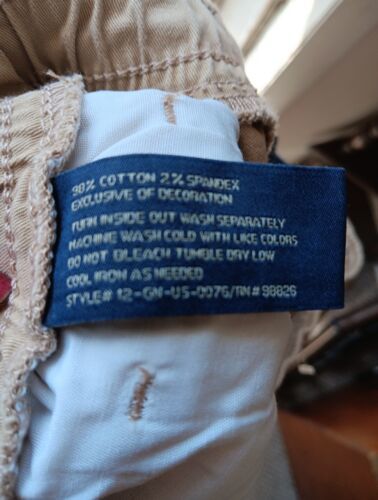 98% COTTON 2% SPANDEX
EXCLUSIVE OF DECORATION
TURN INSIDE OUT WASH SEPARATELY
MACHINE WASH COLD WITH LIKE COLORS
DO NOT BLEACH TUMBLE DRY LOW
COOL IRON AS NEEDED
STYLE# 12-GN-US-0076/RN#98826